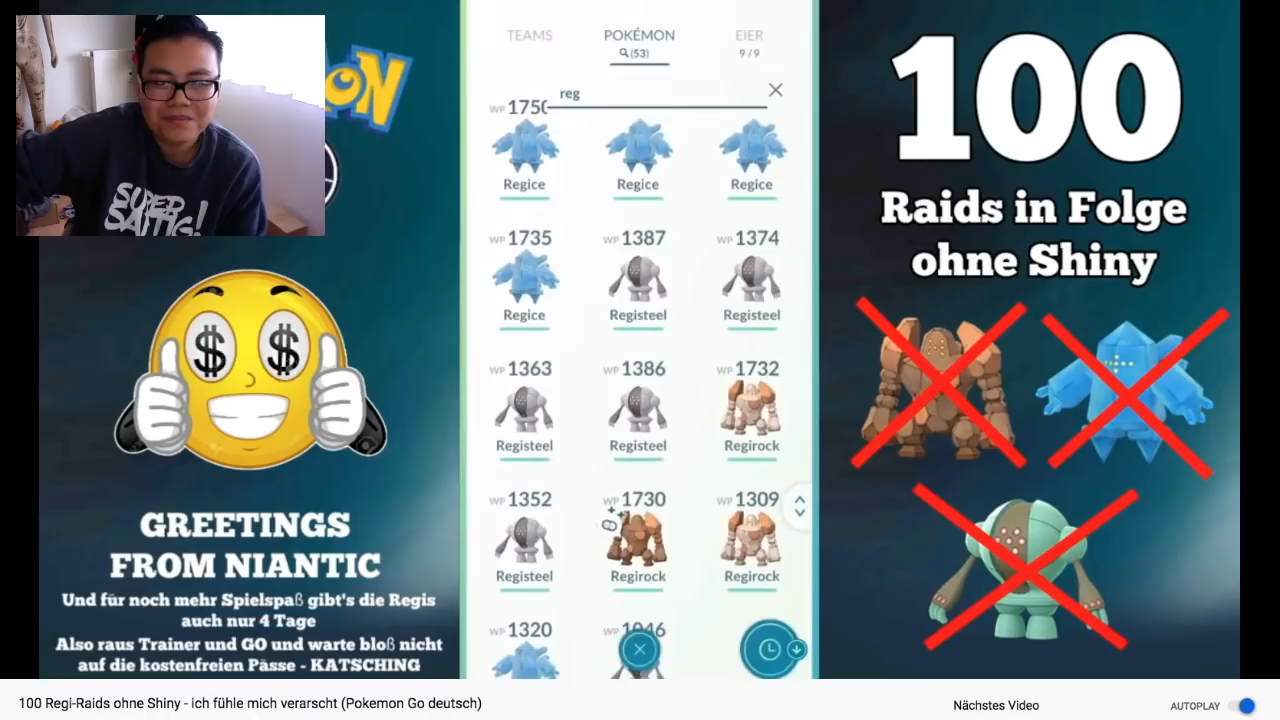 ON
SUPER
SAITIG!
GREETINGS
FROM NIANTIC
Und für noch mehr Spielspaß gibt's die Regis
auch nur 4 Tage
Also raus Trainer und GO und warte bloß nicht
auf die kostenfreien Pässe - KATSCHING
TEAMS POKÉMON EIER
(53) 9 / 9
reg
WP 1750
Regice Regice Regice
WP 1735 WP 1387 WP 1374
Regice Registeel Registeel
WP 1363 WP 1386 WP 1732
Registeel Registeel Regirock
WP 1352 WP 1730 WP 1309
Registeel Regirock Regirock
WP 1320 WP 1046
100
Raids in Folge
ohne Shiny
100 Regi-Raids ohne Shiny - ich fühle mich verarscht (Pokemon Go deutsch)
Nächstes Video AUTOPLAY